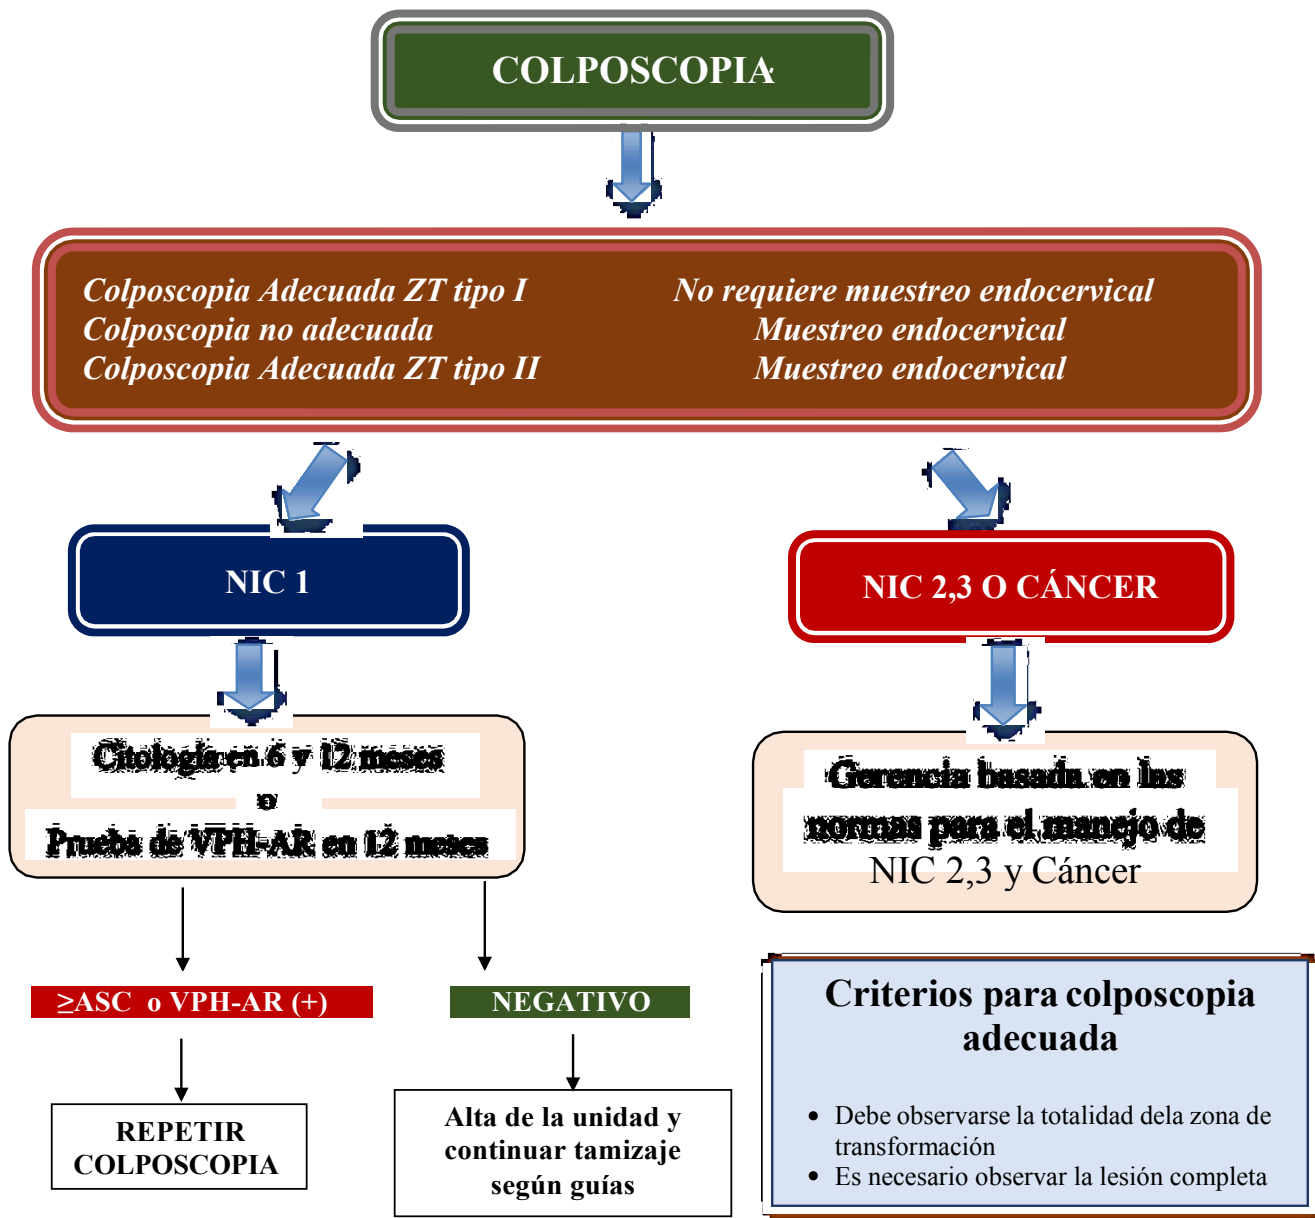 COLPOSCOPIA
Colposcopia Adecuada ZT tipo I No requiere muestreo endocervical
Colposcopia no adecuada Muestreo endocervical
Colposcopia Adecuada ZT tipo II Muestreo endocervical
NIC 1
NIC 2,3 O CÁNCER
Citología en 6 y 12 meses
o
Prueba de VPH-AR en 12 meses
Gerencia basada en las
normas para el manejo de
NIC 2,3 y Cáncer
≥ASC o VPH-AR (+)
NEGATIVO
REPETIR
COLPOSCOPIA
Alta de la unidad y
continuar tamizaje
según guías
Criterios para colposcopia
adecuada
• Debe observarse la totalidad dela zona de
transformación
• Es necesario observar la lesión completa